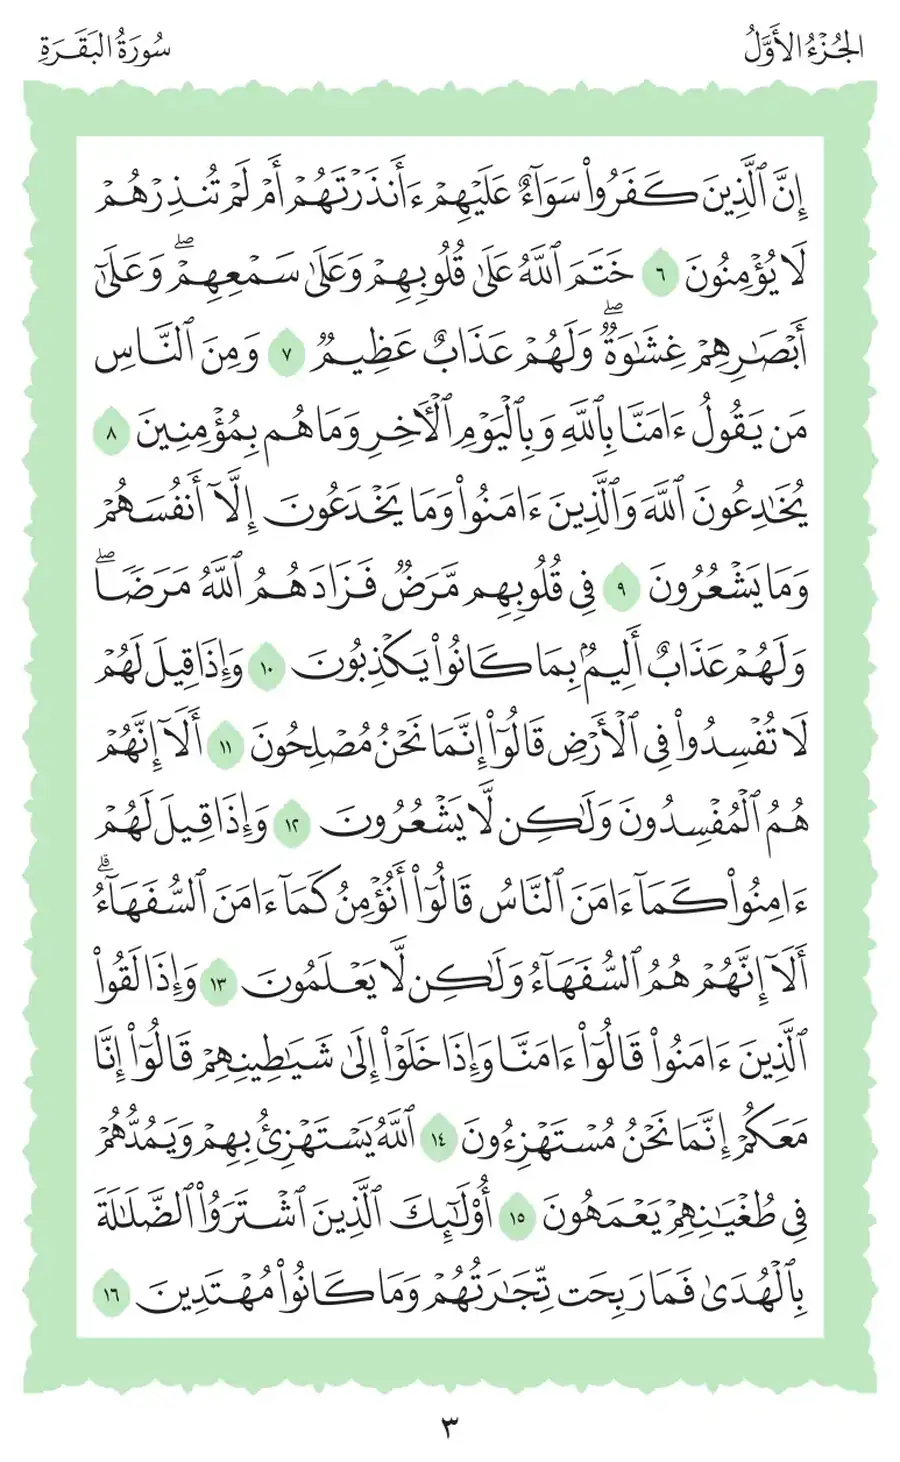 الجُزْءُ الأَوَّلُ
سُورَةُ البَقَرَةِ
إِنَّ ٱلَّذِينَ كَفَرُوا۟ سَوَآءٌ عَلَيْهِمْ ءَأَنذَرْتَهُمْ أَمْ لَمْ تُنذِرْهُمْ
لَا يُؤْمِنُونَ ٦ خَتَمَ ٱللَّهُ عَلَىٰ قُلُوبِهِمْ وَعَلَىٰ سَمْعِهِمْ ۖ وَعَلَىٰٓ
أَبْصَـٰرِهِمْ غِشَـٰوَةٌ ۖ وَلَهُمْ عَذَابٌ عَظِيمٌ ٧ وَمِنَ ٱلنَّاسِ
مَن يَقُولُ ءَامَنَّا بِٱللَّهِ وَبِٱلْيَوْمِ ٱلْـَٔاخِرِ وَمَا هُم بِمُؤْمِنِينَ ٨
يُخَـٰدِعُونَ ٱللَّهَ وَٱلَّذِينَ ءَامَنُوا۟ وَمَا يَخْدَعُونَ إِلَّآ أَنفُسَهُمْ
وَمَا يَشْعُرُونَ ٩ فِى قُلُوبِهِم مَّرَضٌ فَزَادَهُمُ ٱللَّهُ مَرَضًا ۖ
وَلَهُمْ عَذَابٌ أَلِيمٌۢ بِمَا كَانُوا۟ يَكْذِبُونَ ١٠ وَإِذَا قِيلَ لَهُمْ
لَا تُفْسِدُوا۟ فِى ٱلْأَرْضِ قَالُوٓا۟ إِنَّمَا نَحْنُ مُصْلِحُونَ ١١ أَلَآ إِنَّهُمْ
هُمُ ٱلْمُفْسِدُونَ وَلَـٰكِن لَّا يَشْعُرُونَ ١٢ وَإِذَا قِيلَ لَهُمْ
ءَامِنُوا۟ كَمَآ ءَامَنَ ٱلنَّاسُ قَالُوٓا۟ أَنُؤْمِنُ كَمَآ ءَامَنَ ٱلسُّفَهَآءُ ۗ
أَلَآ إِنَّهُمْ هُمُ ٱلسُّفَهَآءُ وَلَـٰكِن لَّا يَعْلَمُونَ ١٣ وَإِذَا لَقُوا۟
ٱلَّذِينَ ءَامَنُوا۟ قَالُوٓا۟ ءَامَنَّا وَإِذَا خَلَوْا۟ إِلَىٰ شَيَـٰطِينِهِمْ قَالُوٓا۟ إِنَّا
مَعَكُمْ إِنَّمَا نَحْنُ مُسْتَهْزِءُونَ ١٤ ٱللَّهُ يَسْتَهْزِئُ بِهِمْ وَيَمُدُّهُمْ
فِى طُغْيَـٰنِهِمْ يَعْمَهُونَ ١٥ أُو۟لَـٰٓئِكَ ٱلَّذِينَ ٱشْتَرَوُا۟ ٱلضَّلَـٰلَةَ
بِٱلْهُدَىٰ فَمَا رَبِحَت تِّجَـٰرَتُهُمْ وَمَا كَانُوا۟ مُهْتَدِينَ ١٦
٣